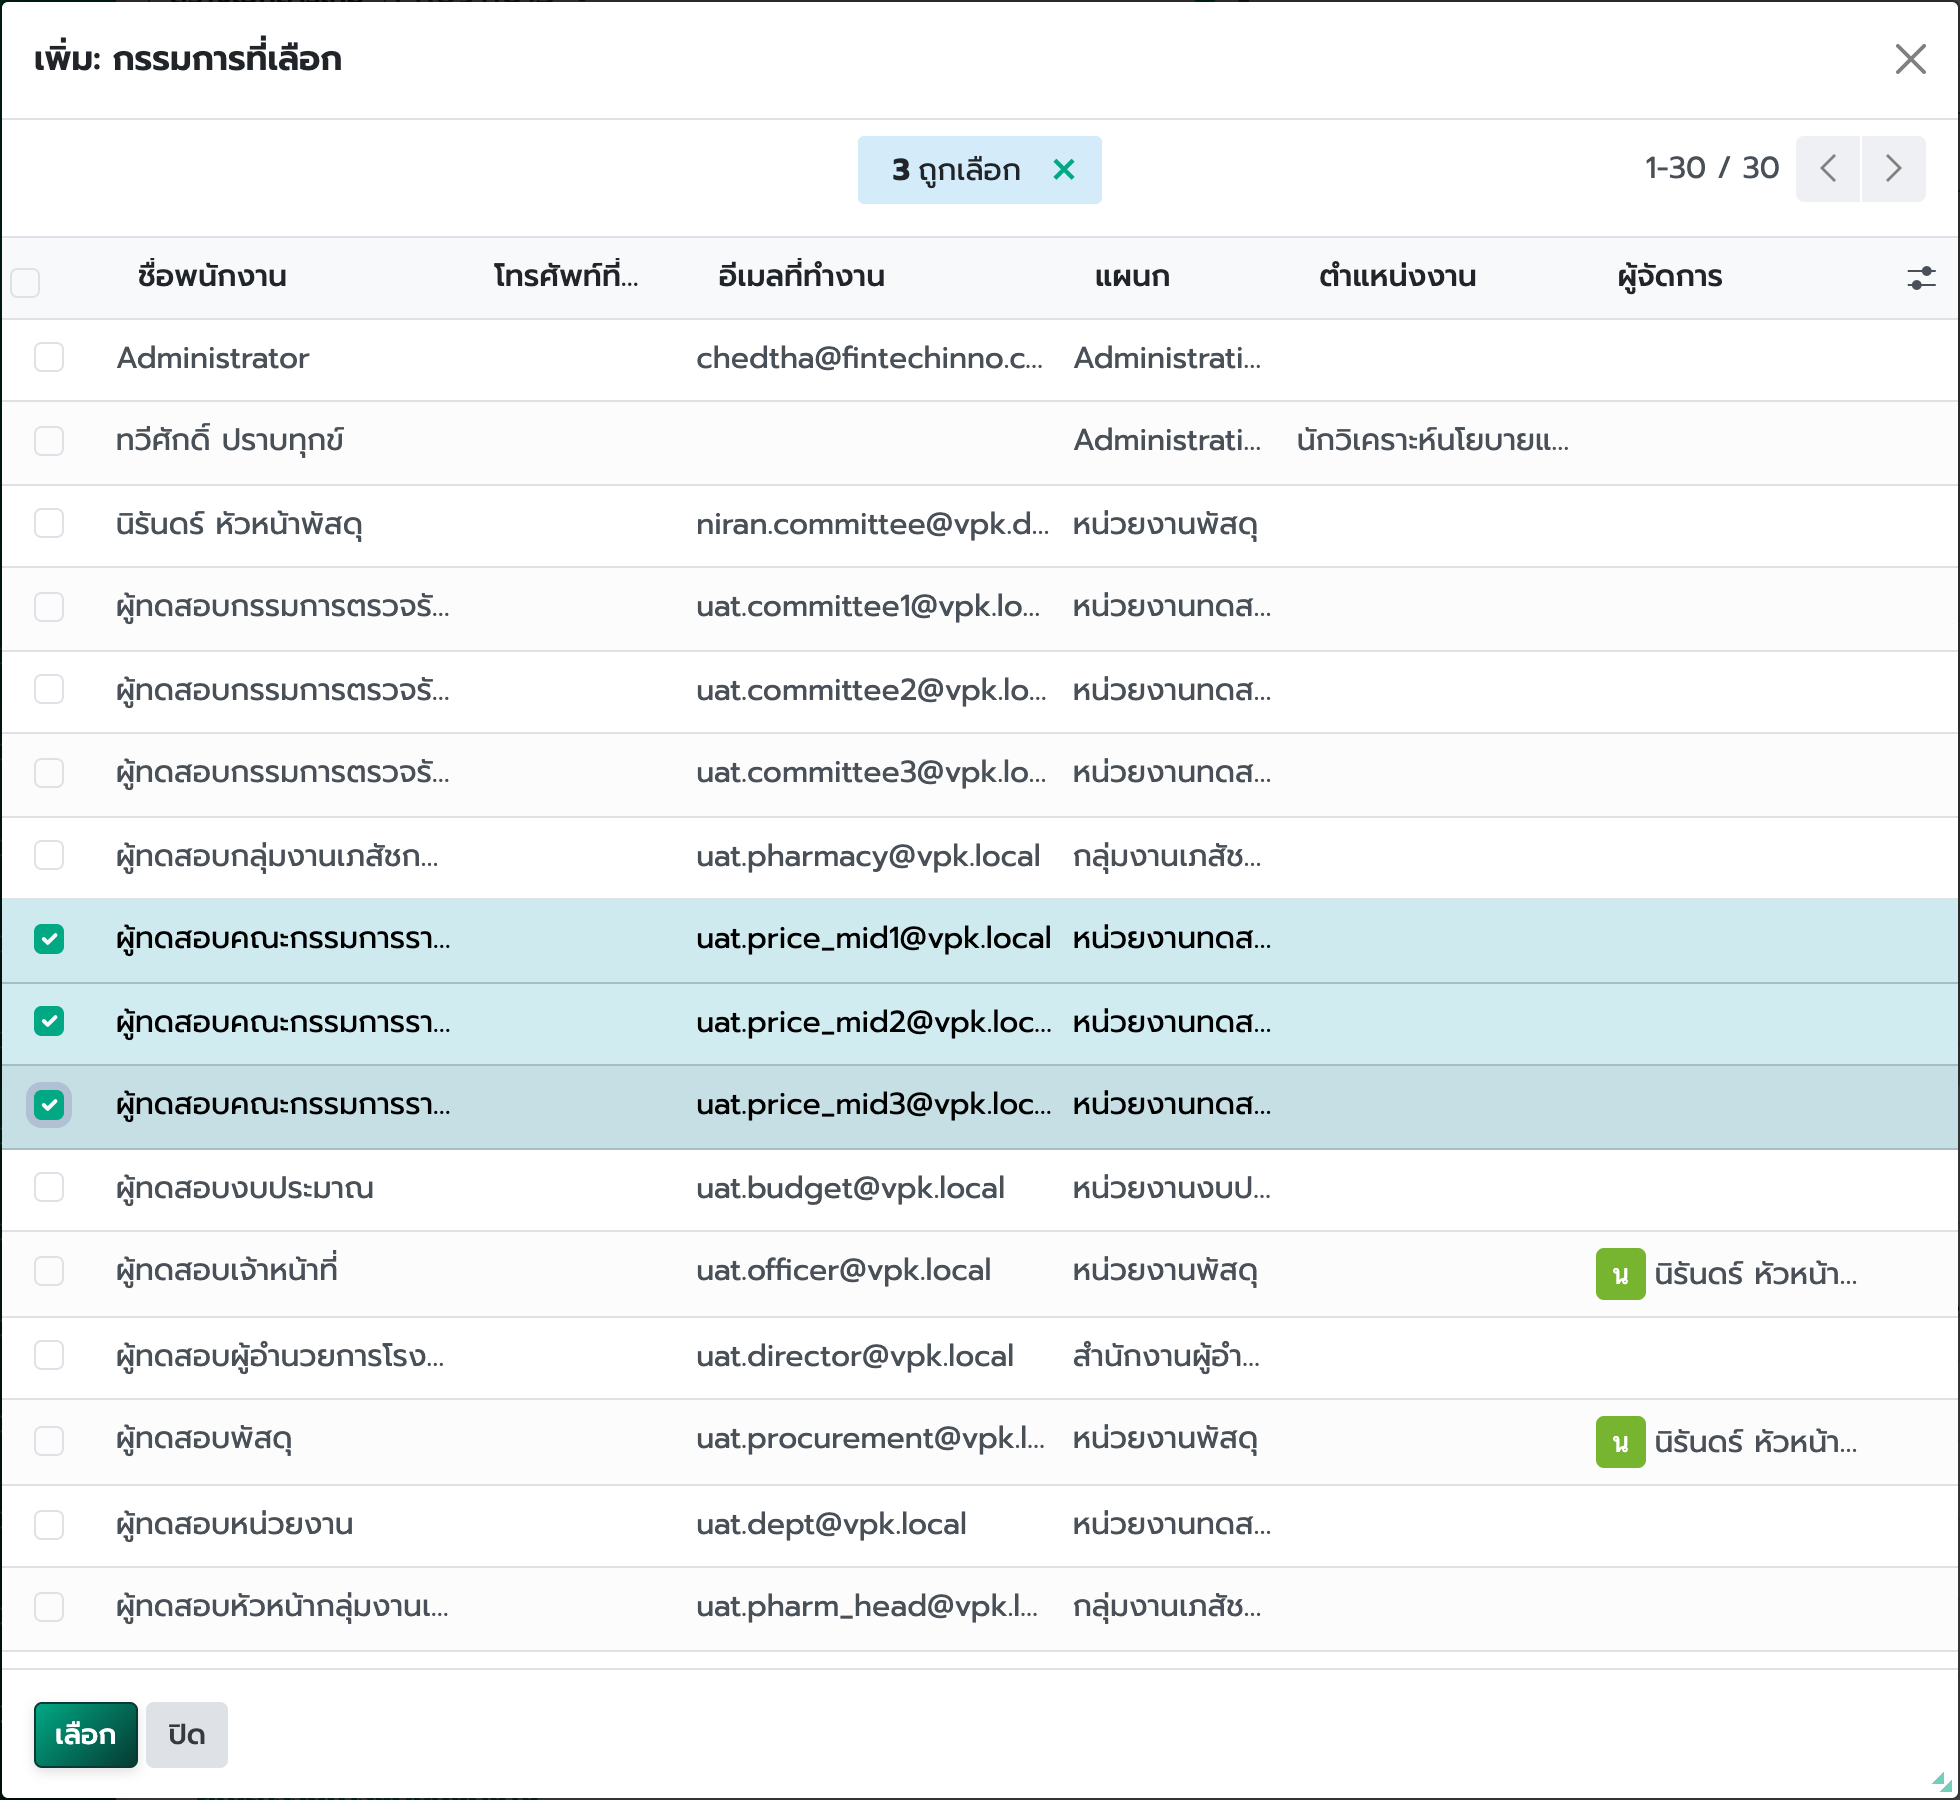 เพิ่ม: กรรมการที่เลือก
3 ถูกเลือก
1-30 / 30
ชื่อพนักงาน โทรศัพท์ที่... อีเมลที่ทำงาน แผนก ตำแหน่งงาน ผู้จัดการ
Administrator chedtha@fintechinno.c... Administrati...
ทวีศักดิ์ ปราบทุกข์ Administrati... นักวิเคราะห์นโยบายแ...
นิรันดร์ หัวหน้าพัสดุ niran.committee@vpk.d... หน่วยงานพัสดุ
ผู้ทดสอบกรรมการตรวจรั... uat.committee1@vpk.lo... หน่วยงานทดส...
ผู้ทดสอบกรรมการตรวจรั... uat.committee2@vpk.lo... หน่วยงานทดส...
ผู้ทดสอบกรรมการตรวจรั... uat.committee3@vpk.lo... หน่วยงานทดส...
ผู้ทดสอบกลุ่มงานเภสัชก... uat.pharmacy@vpk.local กลุ่มงานเภสัช...
ผู้ทดสอบคณะกรรมการรา... uat.price_mid1@vpk.local หน่วยงานทดส...
ผู้ทดสอบคณะกรรมการรา... uat.price_mid2@vpk.loc... หน่วยงานทดส...
ผู้ทดสอบคณะกรรมการรา... uat.price_mid3@vpk.loc... หน่วยงานทดส...
ผู้ทดสอบงบประมาณ uat.budget@vpk.local หน่วยงานงบป...
ผู้ทดสอบเจ้าหน้าที่ uat.officer@vpk.local หน่วยงานพัสดุ น นิรันดร์ หัวหน้า...
ผู้ทดสอบผู้อำนวยการโรง... uat.director@vpk.local สำนักงานผู้อำ...
ผู้ทดสอบพัสดุ uat.procurement@vpk.l... หน่วยงานพัสดุ น นิรันดร์ หัวหน้า...
ผู้ทดสอบหน่วยงาน uat.dept@vpk.local หน่วยงานทดส...
ผู้ทดสอบหัวหน้ากลุ่มงานเ... uat.pharm_head@vpk.l... กลุ่มงานเภสัช...
เลือก ปิด